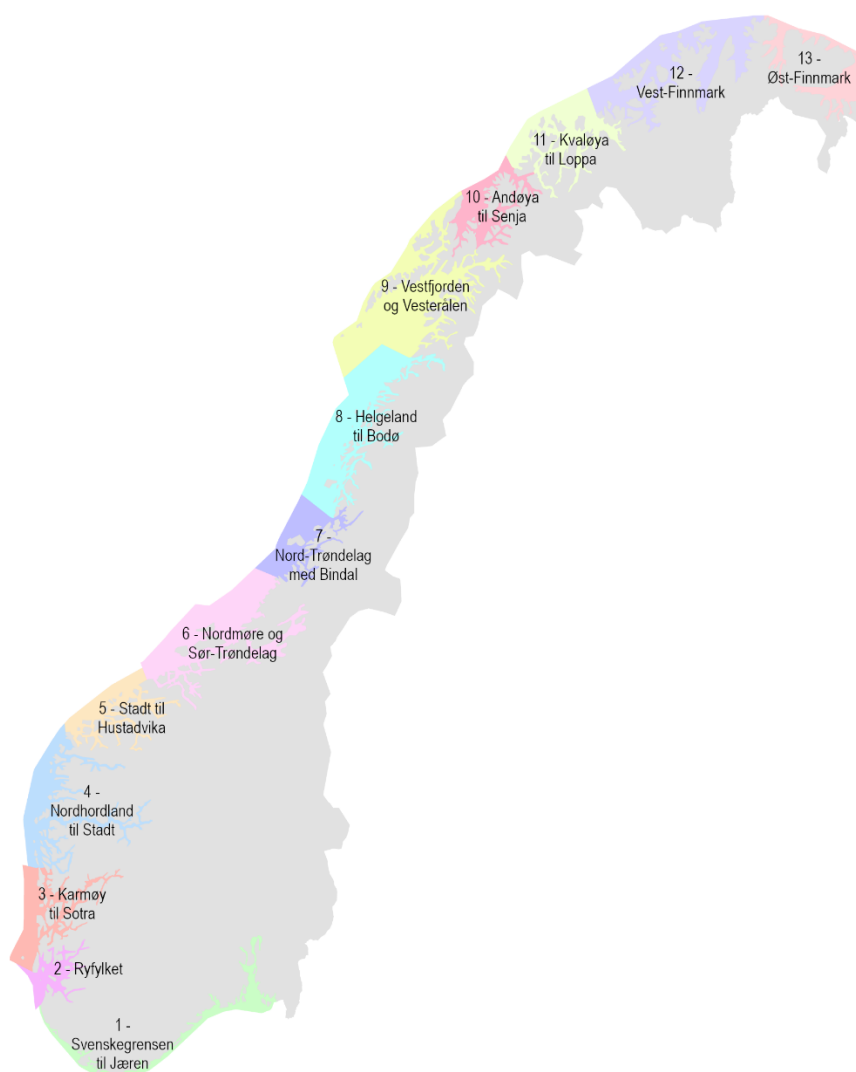 13 -
Øst-Finnmark
12 -
Vest-Finnmark
11 - Kvaløya
til Loppa
10 - Andøya
til Senja
9 - Vestfjorden
og Vesterålen
8 - Helgeland
til Bodø
7 -
Nord-Trøndelag
med Bindal
6 - Nordmøre og
Sør-Trøndelag
5 - Stadt til
Hustadvika
4 -
Nordhordland
til Stadt
3 - Karmøy
til Sotra
2 - Ryfylket
1 -
Svenskegrensen
til Jæren